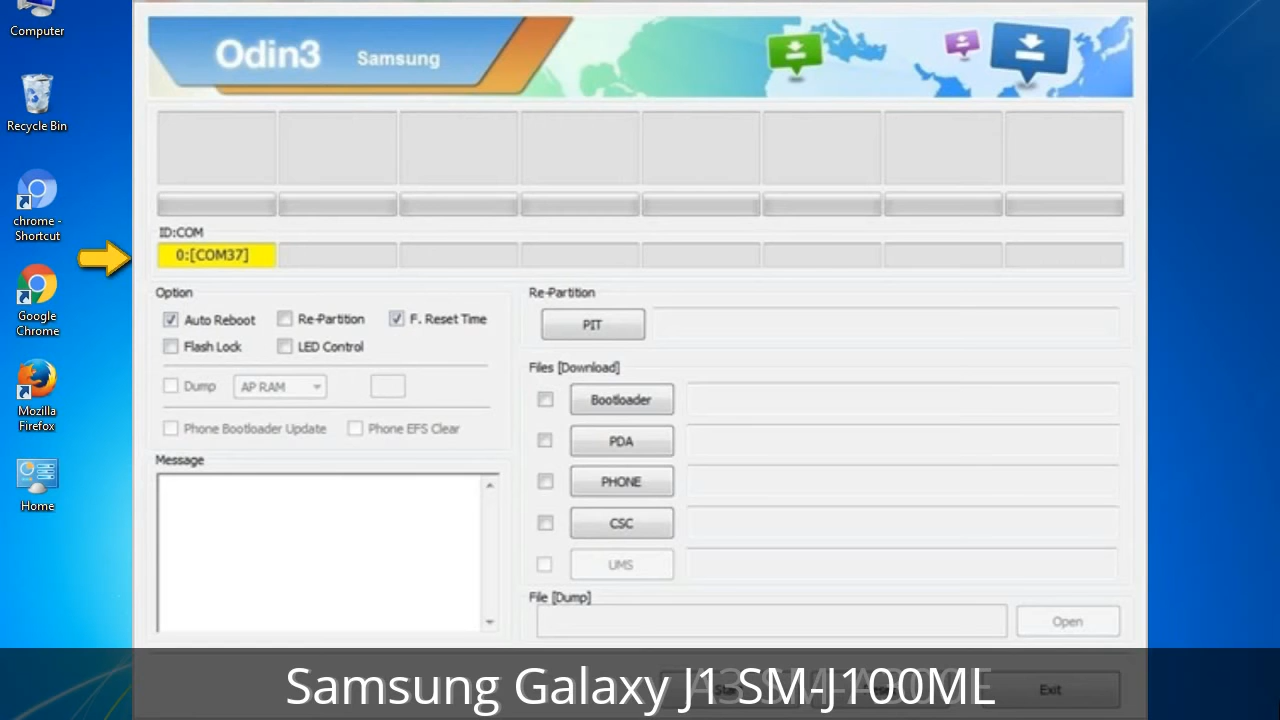 Computer
Recycle Bin
chrome -
Shortcut
Google
Chrome
Mozilla
Firefox
Home
Odin3 Samsung
ID:COM
0:[COM37]
Option
Auto Reboot Re-Partition F. Reset Time
Flash Lock LED Control
Dump AP RAM
Phone Bootloader Update Phone EFS Clear
Message
Re-Partition
PIT
Files [Download]
Bootloader
PDA
PHONE
CSC
UMS
File [Dump]
Open
Exit
Samsung Galaxy J1 SM-J100ML